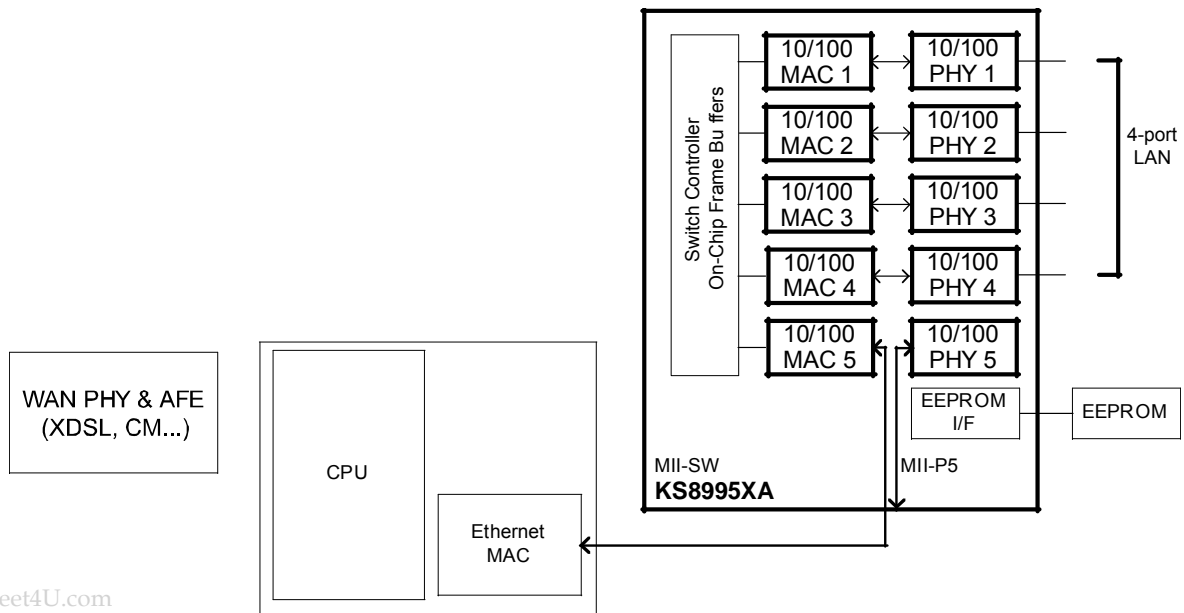 10/100
MAC 1
10/100
PHY 1
10/100
MAC 2
10/100
PHY 2
10/100
MAC 3
10/100
PHY 3
10/100
MAC 4
10/100
PHY 4
10/100
MAC 5
10/100
PHY 5
Switch Controller
On-Chip Frame Bu ffers
4-port
LAN
EEPROM
I/F
EEPROM
MII-SW
MII-P5
KS8995XA
WAN PHY & AFE
(XDSL, CM...)
CPU
Ethernet
MAC
eet4U.com